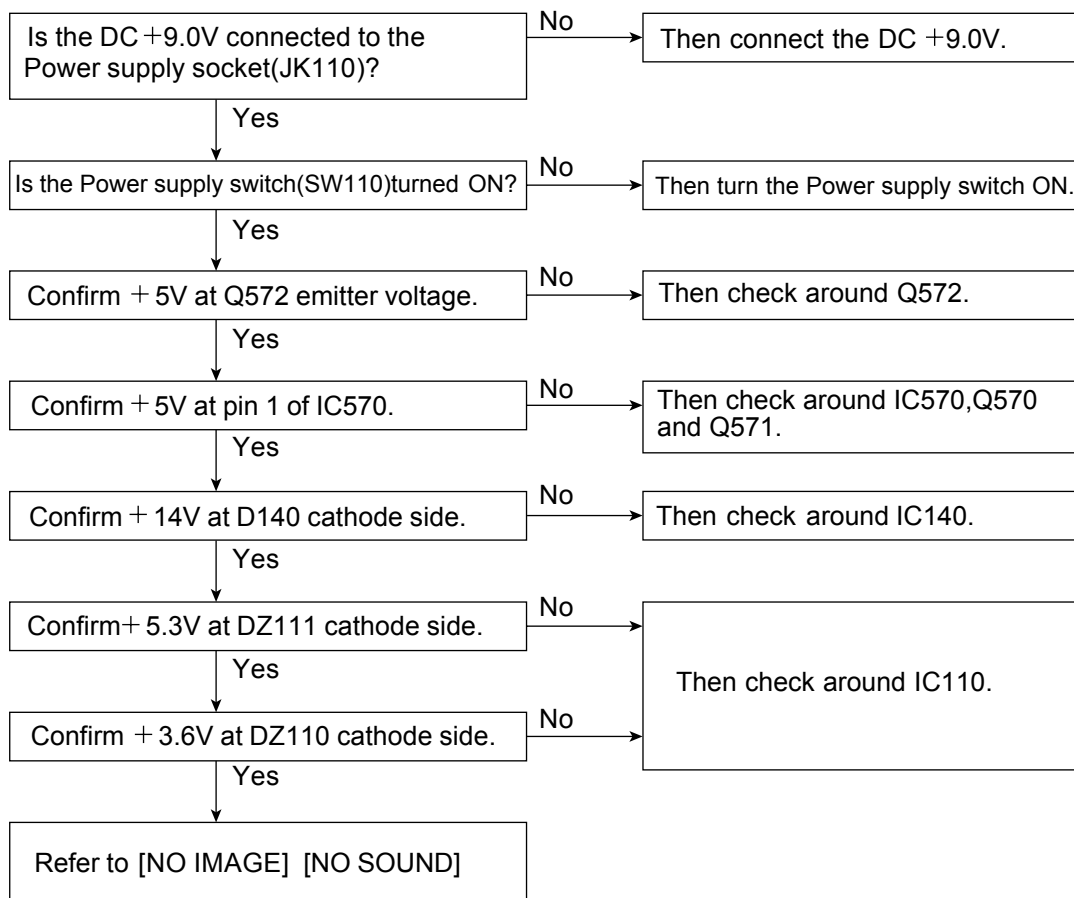 Is the DC +9.0V connected to the
Power supply socket(JK110)?
No
Then connect the DC +9.0V.
Yes
Is the Power supply switch(SW110)turned ON?
No
Then turn the Power supply switch ON.
Yes
Confirm +5V at Q572 emitter voltage.
No
Then check around Q572.
Yes
Confirm +5V at pin 1 of IC570.
No
Then check around IC570,Q570
and Q571.
Yes
Confirm +14V at D140 cathode side.
No
Then check around IC140.
Yes
Confirm+5.3V at DZ111 cathode side.
No
Then check around IC110.
Yes
Confirm +3.6V at DZ110 cathode side.
No
Yes
Refer to [NO IMAGE] [NO SOUND]